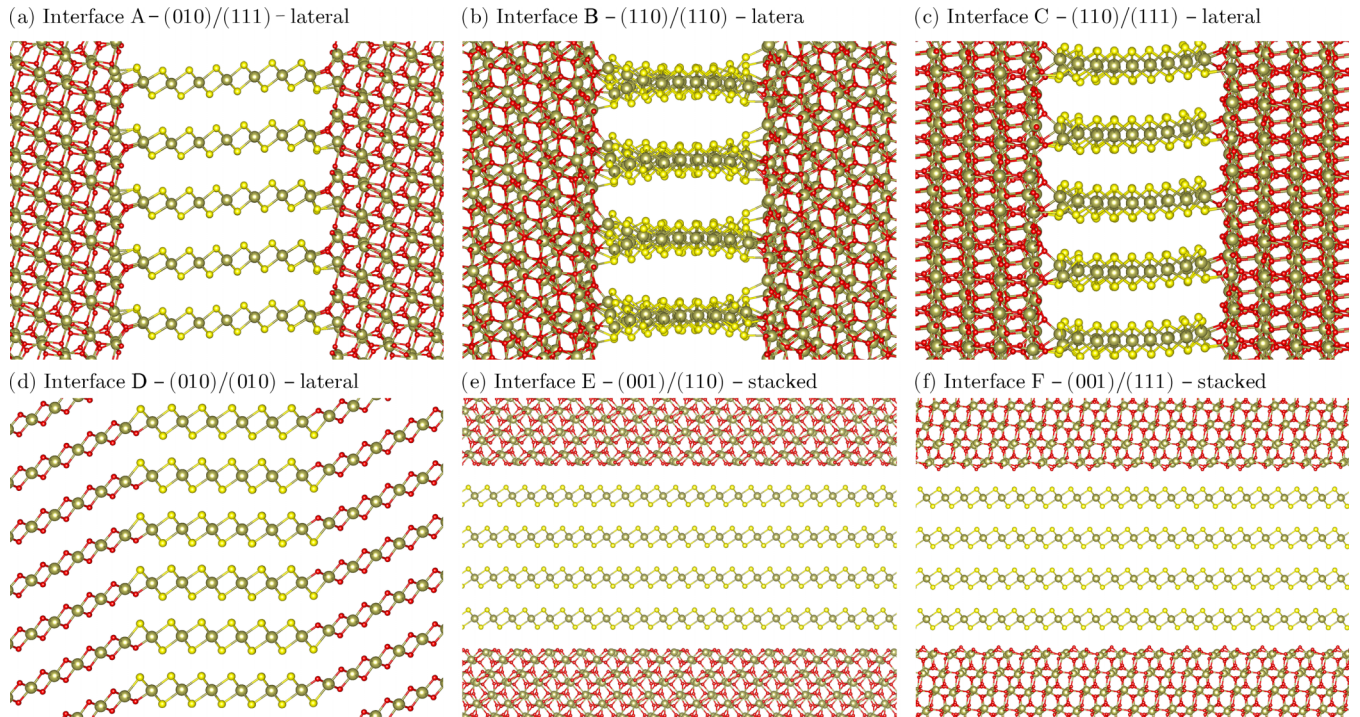 (a) Interface A – (010)/(111) – lateral
(b) Interface B – (110)/(110) – latera
(c) Interface C – (110)/(111) – lateral
(d) Interface D – (010)/(010) – lateral
(e) Interface E – (001)/(110) – stacked
(f) Interface F – (001)/(111) – stacked